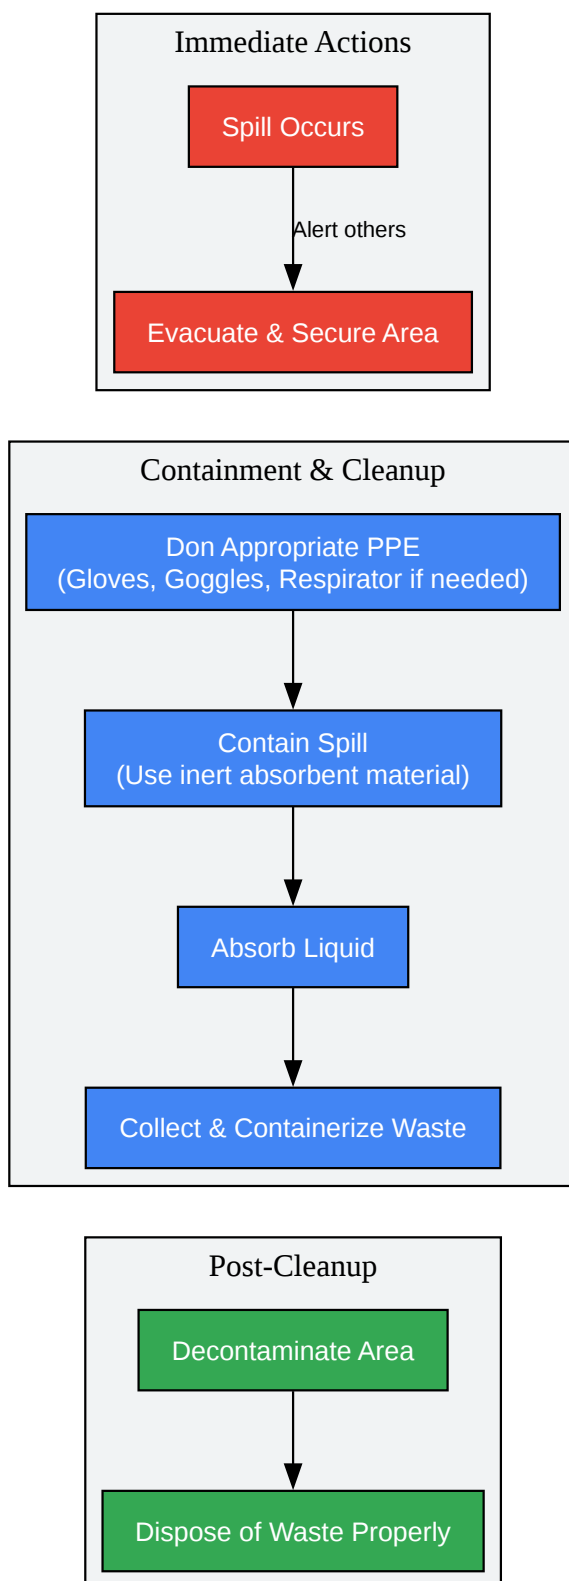 Immediate Actions
Spill Occurs
Alert others
Evacuate & Secure Area
Containment & Cleanup
Don Appropriate PPE
(Gloves, Goggles, Respirator if needed)
Contain Spill
(Use inert absorbent material)
Absorb Liquid
Collect & Containerize Waste
Post-Cleanup
Decontaminate Area
Dispose of Waste Properly